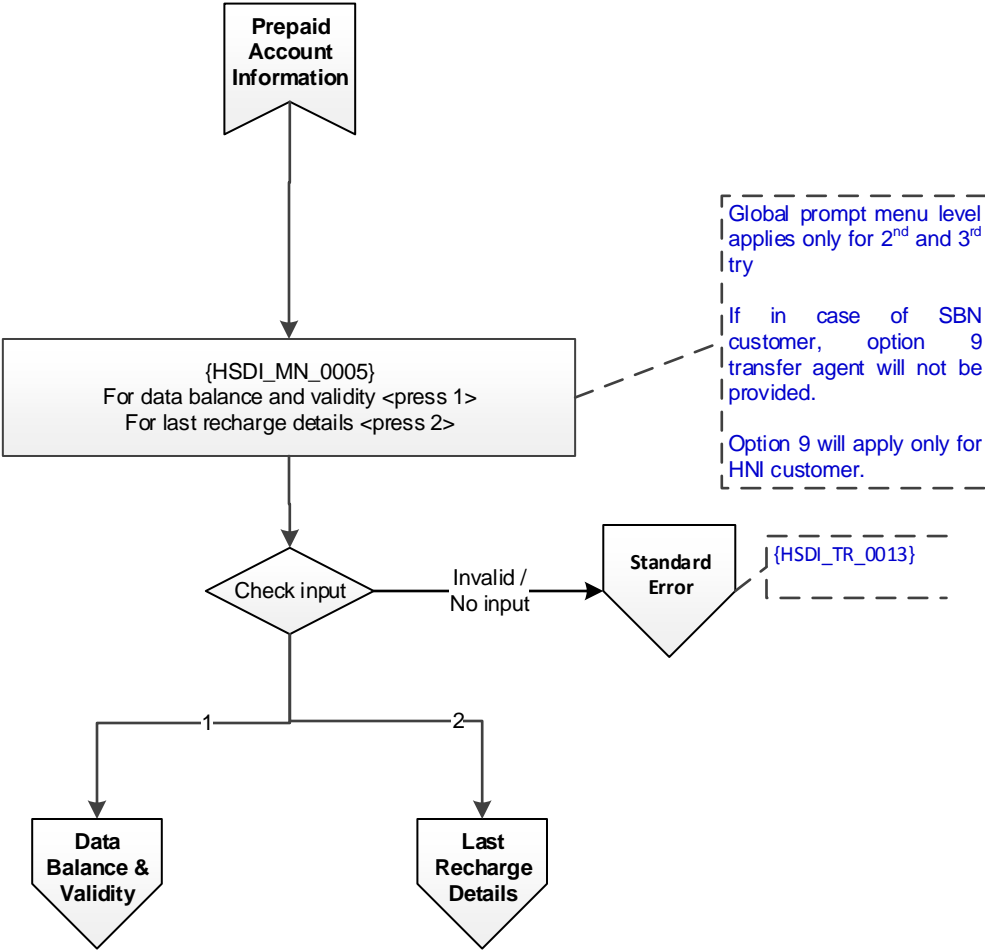 Prepaid
Account
Information
Global prompt menu level
applies only for 2nd and 3rd
try
If in case of SBN
customer, option 9
transfer agent will not be
provided.
Option 9 will apply only for
HNI customer.
{HSDI_MN_0005}
For data balance and validity <press 1>
For last recharge details <press 2>
Check input
Invalid /
No input
Standard
Error
{HSDI_TR_0013}
1
2
Data
Balance &
Validity
Last
Recharge
Details